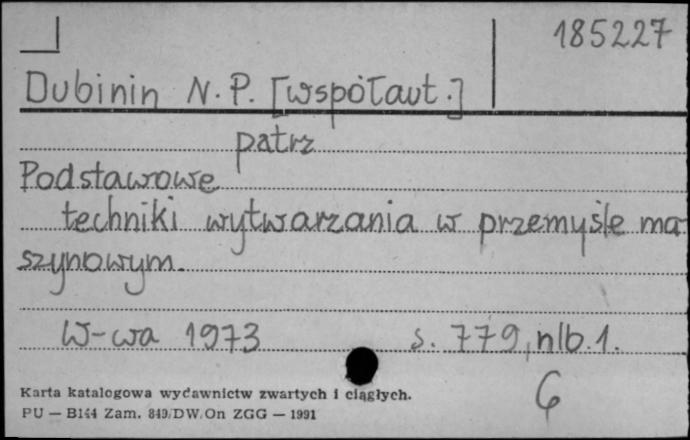 185227
Dubinin N.P. [współaut.]
patrz
Podstawowe
techniki wytwarzania w przemyśle ma
szynowym.
W-wa 1973 s. 779, nlb. 1.
6
Karta katalogowa wydawnictw zwartych i ciągłych.
PU — B144 Zam. 849/DW/On ZGG — 1991